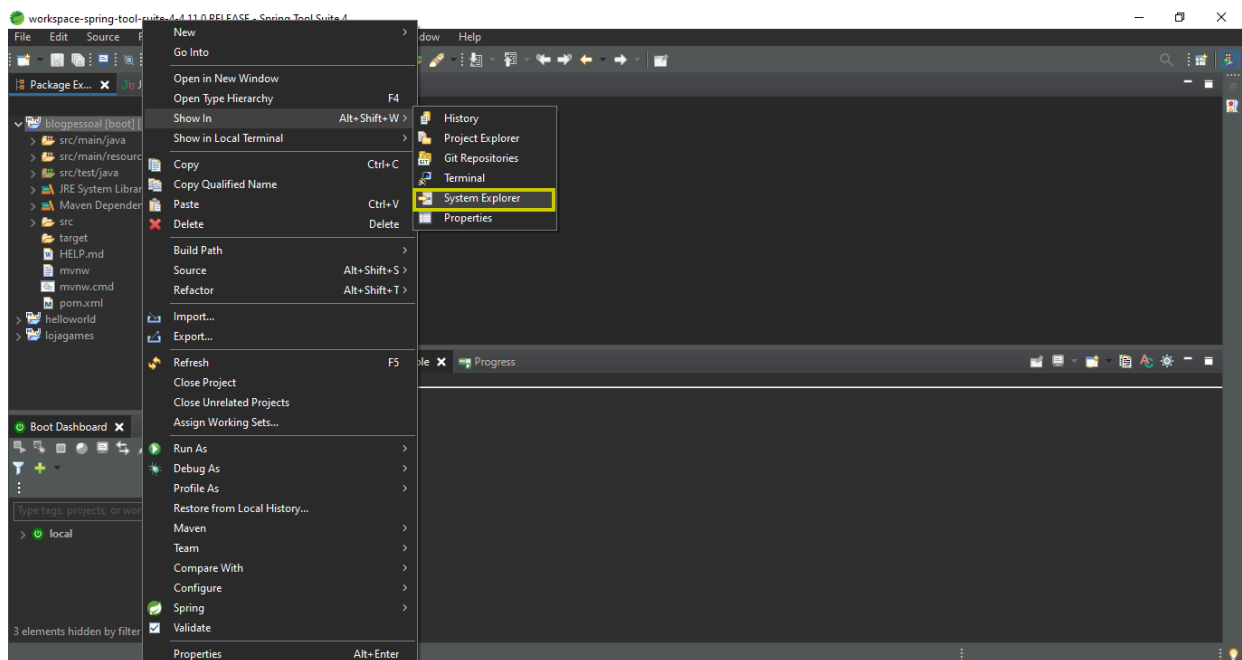 workspace-spring-tool-suite-4-4.11.0.RELEASE - Spring Tool Suite 4
File Edit Source
dow Help
Package Ex...
Ju J
blogpessoal [boot] [
src/main/java
src/main/resourc
src/test/java
JRE System Librar
Maven Depender
src
target
HELP.md
mvnw
mvnw.cmd
pom.xml
helloworld
lojagames
Boot Dashboard
Type tags, projects, or wor
local
3 elements hidden by filter
New
Go Into
Open in New Window
Open Type Hierarchy F4
Show In Alt+Shift+W >
Show in Local Terminal >
Copy Ctrl+C
Copy Qualified Name
Paste Ctrl+V
Delete Delete
Build Path >
Source Alt+Shift+S >
Refactor Alt+Shift+T >
Import...
Export...
Refresh F5
Close Project
Close Unrelated Projects
Assign Working Sets...
Run As >
Debug As >
Profile As >
Restore from Local History...
Maven >
Team >
Compare With >
Configure >
Spring >
Validate
Properties Alt+Enter
History
Project Explorer
Git Repositories
Terminal
System Explorer
Properties
ole
Progress